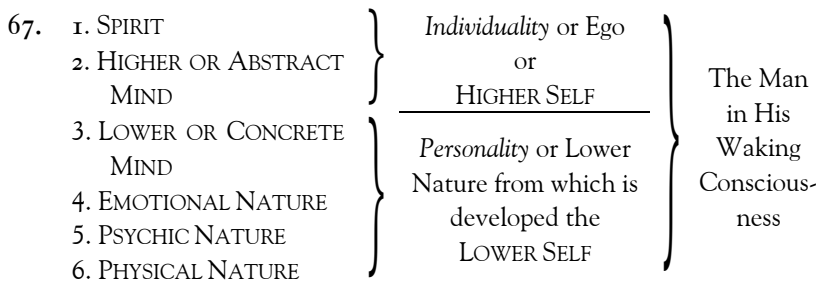 67. 1. SPIRIT
2. HIGHER OR ABSTRACT
MIND
3. LOWER OR CONCRETE
MIND
4. EMOTIONAL NATURE
5. PSYCHIC NATURE
6. PHYSICAL NATURE
Individuality or Ego
or
HIGHER SELF
Personality or Lower
Nature from which is
developed the
LOWER SELF
The Man
in His
Waking
Conscious-
ness